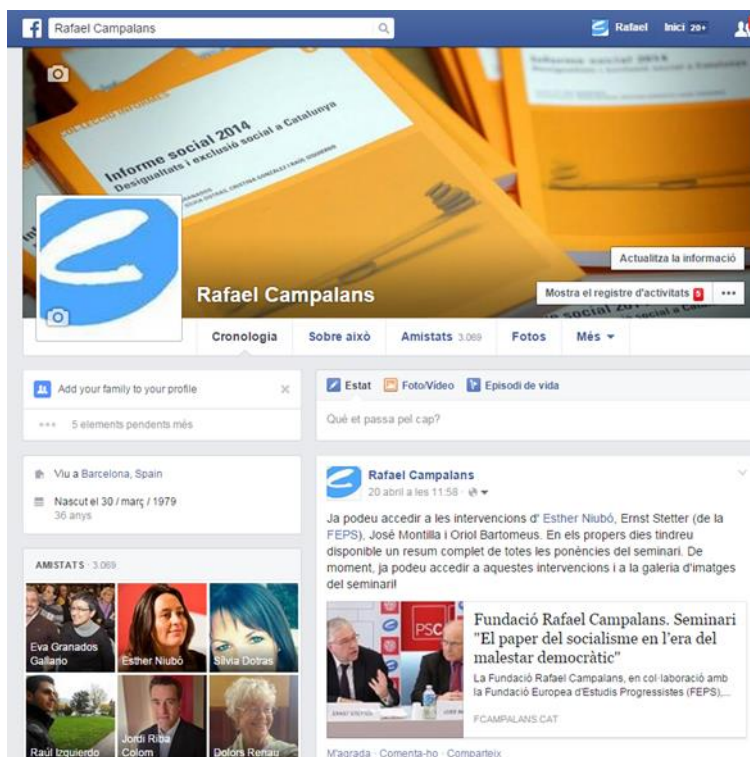 Rafael Campalans
Rafael
Inici 20+
COL·LECCIÓ INFORMES
Informe social 2014
Desigualtats i exclusió social a Catalunya
Actualitza la informació
Rafael Campalans
Mostra el registre d'activitats 5
Cronologia
Sobre això
Amistats 3.069
Fotos
Més
Add your family to your profile
5 elements pendents més
Estat
Foto/Vídeo
Episodi de vida
Què et passa pel cap?
Viu a Barcelona, Spain
Nascut el 30 / març / 1979
36 anys
Rafael Campalans
20 abril a les 11:58
Ja podeu accedir a les intervencions d' Esther Niubó, Ernst Stetter (de la
FEPS), José Montilla i Oriol Bartomeus. En els propers dies tindreu
disponible un resum complet de totes les ponències del seminari. De
moment, ja podeu accedir a aquestes intervencions i a la galeria d'imatges
del seminari!
AMISTATS · 3.069
Eva Granados
Galiano
Esther Niubó
Sílvia Dotras
Raúl Izquierdo
Jordi Riba
Colom
Dolors Renau
PSC
ERNST STETTER
Fundació Rafael Campalans. Seminari
"El paper del socialisme en l'era del
malestar democràtic"
La Fundació Rafael Campalans, en col·laboració amb
la Fundació Europea d'Estudis Progressistes (FEPS),...
FCAMPALANS.CAT
M'agrada · Comenta-ho · Comparteix